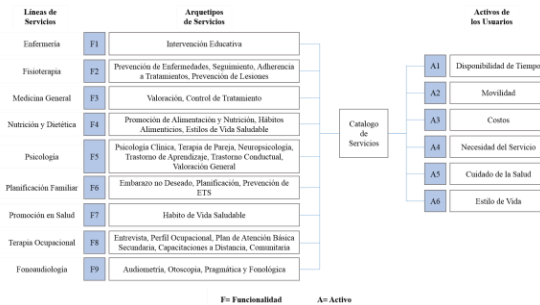 Líneas de
Servicios
Arquetipos
de Servicios
Activos de
los Usuarios
Enfermería
F1
Intervención Educativa
Fisioterapia
F2
Prevención de Enfermedades, Seguimiento, Adherencia
a Tratamientos, Prevención de Lesiones
Medicina General
F3
Valoración, Control de Tratamiento
Nutrición y Dietética
F4
Promoción de Alimentación y Nutrición, Hábitos
Alimenticios, Estilos de Vida Saludable
Psicología
F5
Psicología Clínica, Terapia de Pareja, Neuropsicología,
Trastorno de Aprendizaje, Trastorno Conductual,
Valoración General
Planificación Familiar
F6
Embarazo no Deseado, Planificación, Prevención de
ETS
Promoción en Salud
F7
Habito de Vida Saludable
Terapia Ocupacional
F8
Entrevista, Perfil Ocupacional, Plan de Atención Básica
Secundaria, Capacitaciones a Distancia, Comunitaria
Fonoaudiología
F9
Audiometría, Otoscopia, Pragmática y Fonológica
Catalogo
de
Servicios
A1
Disponibilidad de Tiempo
A2
Movilidad
A3
Costos
A4
Necesidad del Servicio
A5
Cuidado de la Salud
A6
Estilo de Vida
F= Funcionalidad
A= Activo